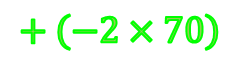 + (−2 × 70)